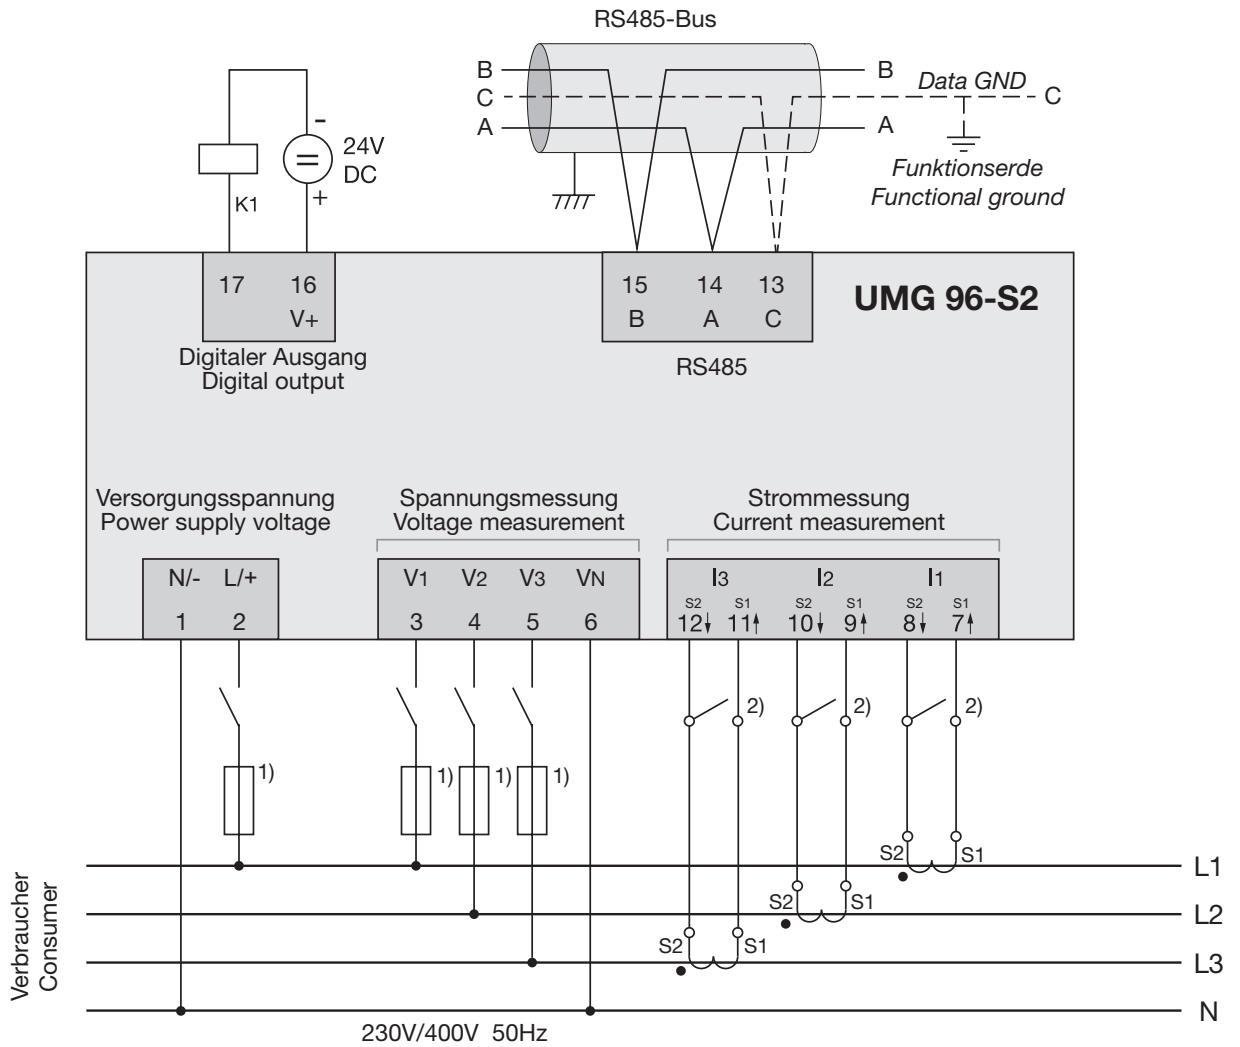 RS485-Bus
B B
C Data GND C
A A
Funktionserde
Functional ground
-
24V
DC
+
K1
17 16
V+
Digitaler Ausgang
Digital output
15 14 13
B A C
RS485
UMG 96-S2
Versorgungsspannung
Power supply voltage
Spannungsmessung
Voltage measurement
Strommessung
Current measurement
N/- L/+
1 2
V1 V2 V3 VN
3 4 5 6
I3 I2 I1
S2 S1 S2 S1 S2 S1
12 11 10 9 8 7
2) 2) 2)
1) 1) 1) 1)
S2 S1
L1
S2 S1
L2
S2 S1
L3
N
Verbraucher
Consumer
230V/400V 50Hz